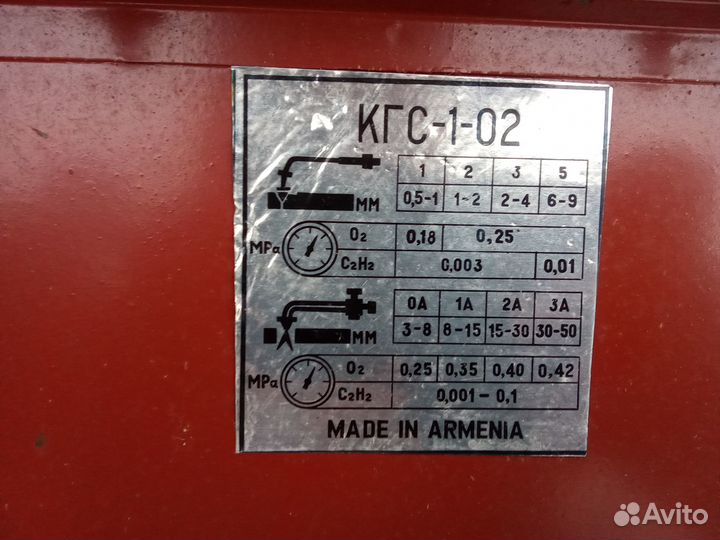 КГС-1-02
1 2 3 5
ММ 0,5-1 1-2 2-4 6-9
MPa O₂ 0,18 0,25
C₂H₂ 0,003 0,01
0А 1А 2А 3А
ММ 3-8 8-15 15-30 30-50
MPa O₂ 0,25 0,35 0,40 0,42
C₂H₂ 0,001-0,1
MADE IN ARMENIA
Avito